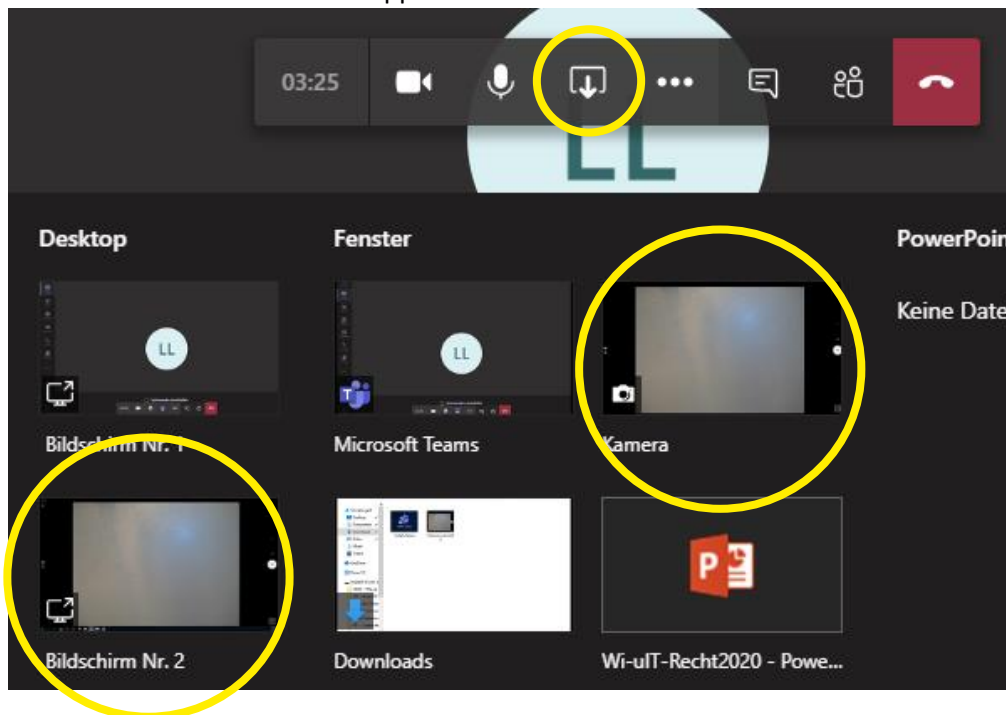 pp
03:25
LL
Desktop
Fenster
PowerPoin
Keine Date
LL
LL
Bildschirm Nr. 1
Microsoft Teams
Kamera
Bildschirm Nr. 2
Downloads
Wi-uIT-Recht2020 - Powe...